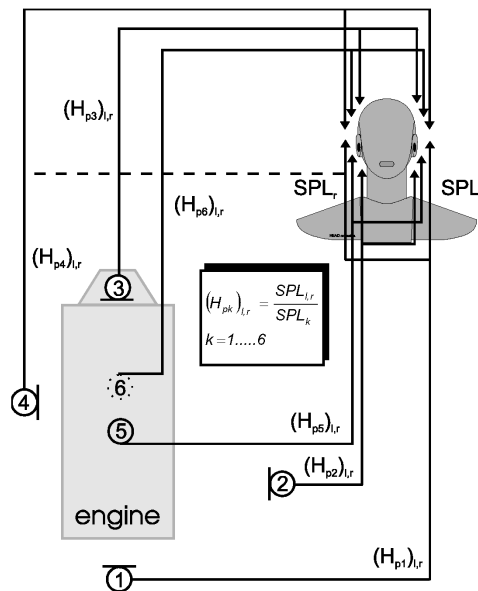 (Hp3)l,r
SPLr
SPL
(Hp6)l,r
(Hp4)l,r
3
(Hpk)l,r = SPLl,r / SPLk
k = 1.....6
6
4
5
(Hp5)l,r
(Hp2)l,r
2
engine
(Hp1)l,r
1